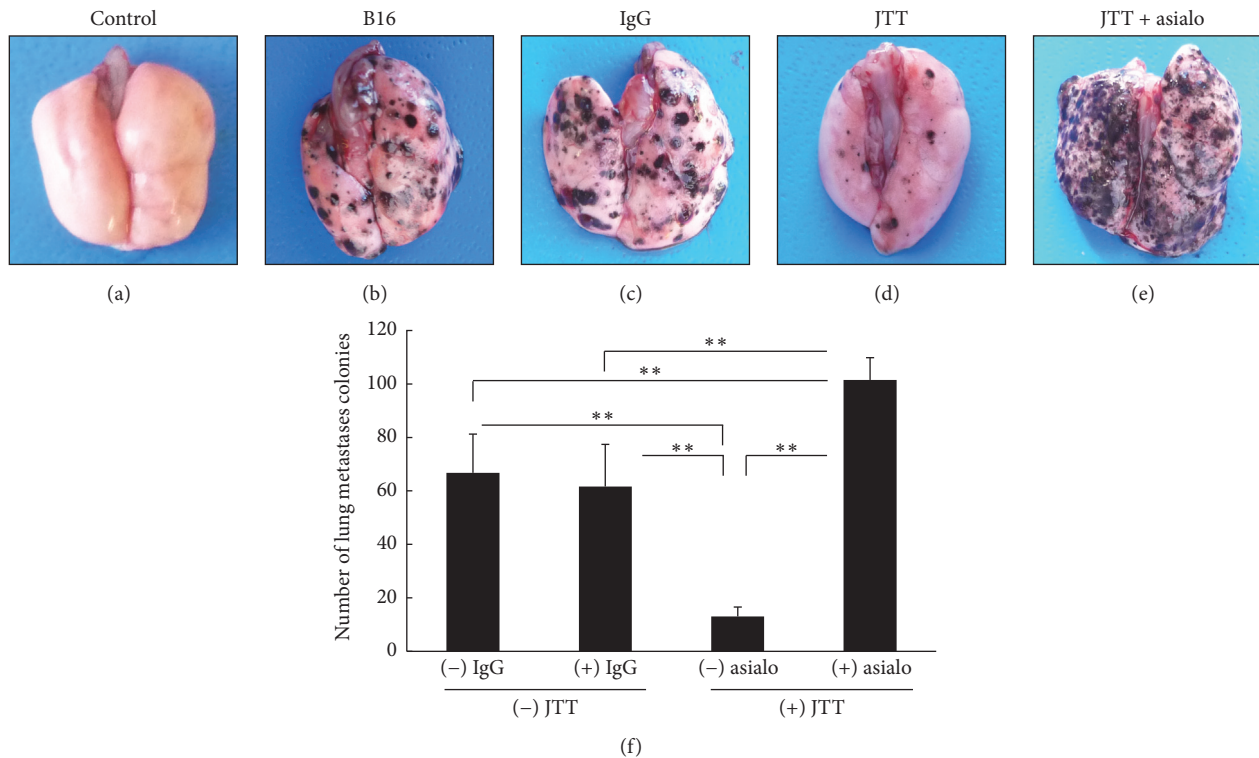 Control B16 IgG JTT JTT + asialo
(a) (b) (c) (d) (e)
Number of lung metastases colonies
120
100
80
60
40
20
0
**
**
**
** **
(−) IgG (+) IgG (−) asialo (+) asialo
(−) JTT (+) JTT
(f)